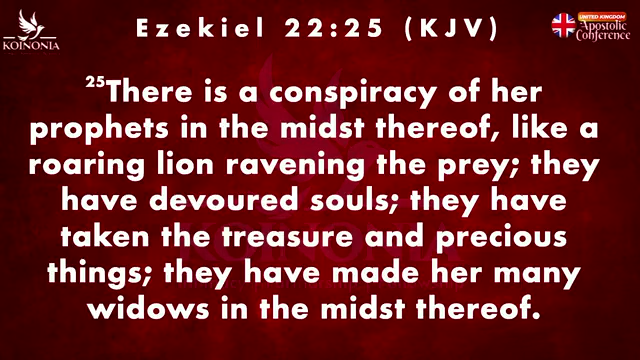 Ezekiel 22:25 (KJV)
KOINONIA
UNITED KINGDOM
Apostolic
Conference
25There is a conspiracy of her
prophets in the midst thereof, like a
roaring lion ravening the prey; they
have devoured souls; they have
taken the treasure and precious
things; they have made her many
widows in the midst thereof.
KOINONIA